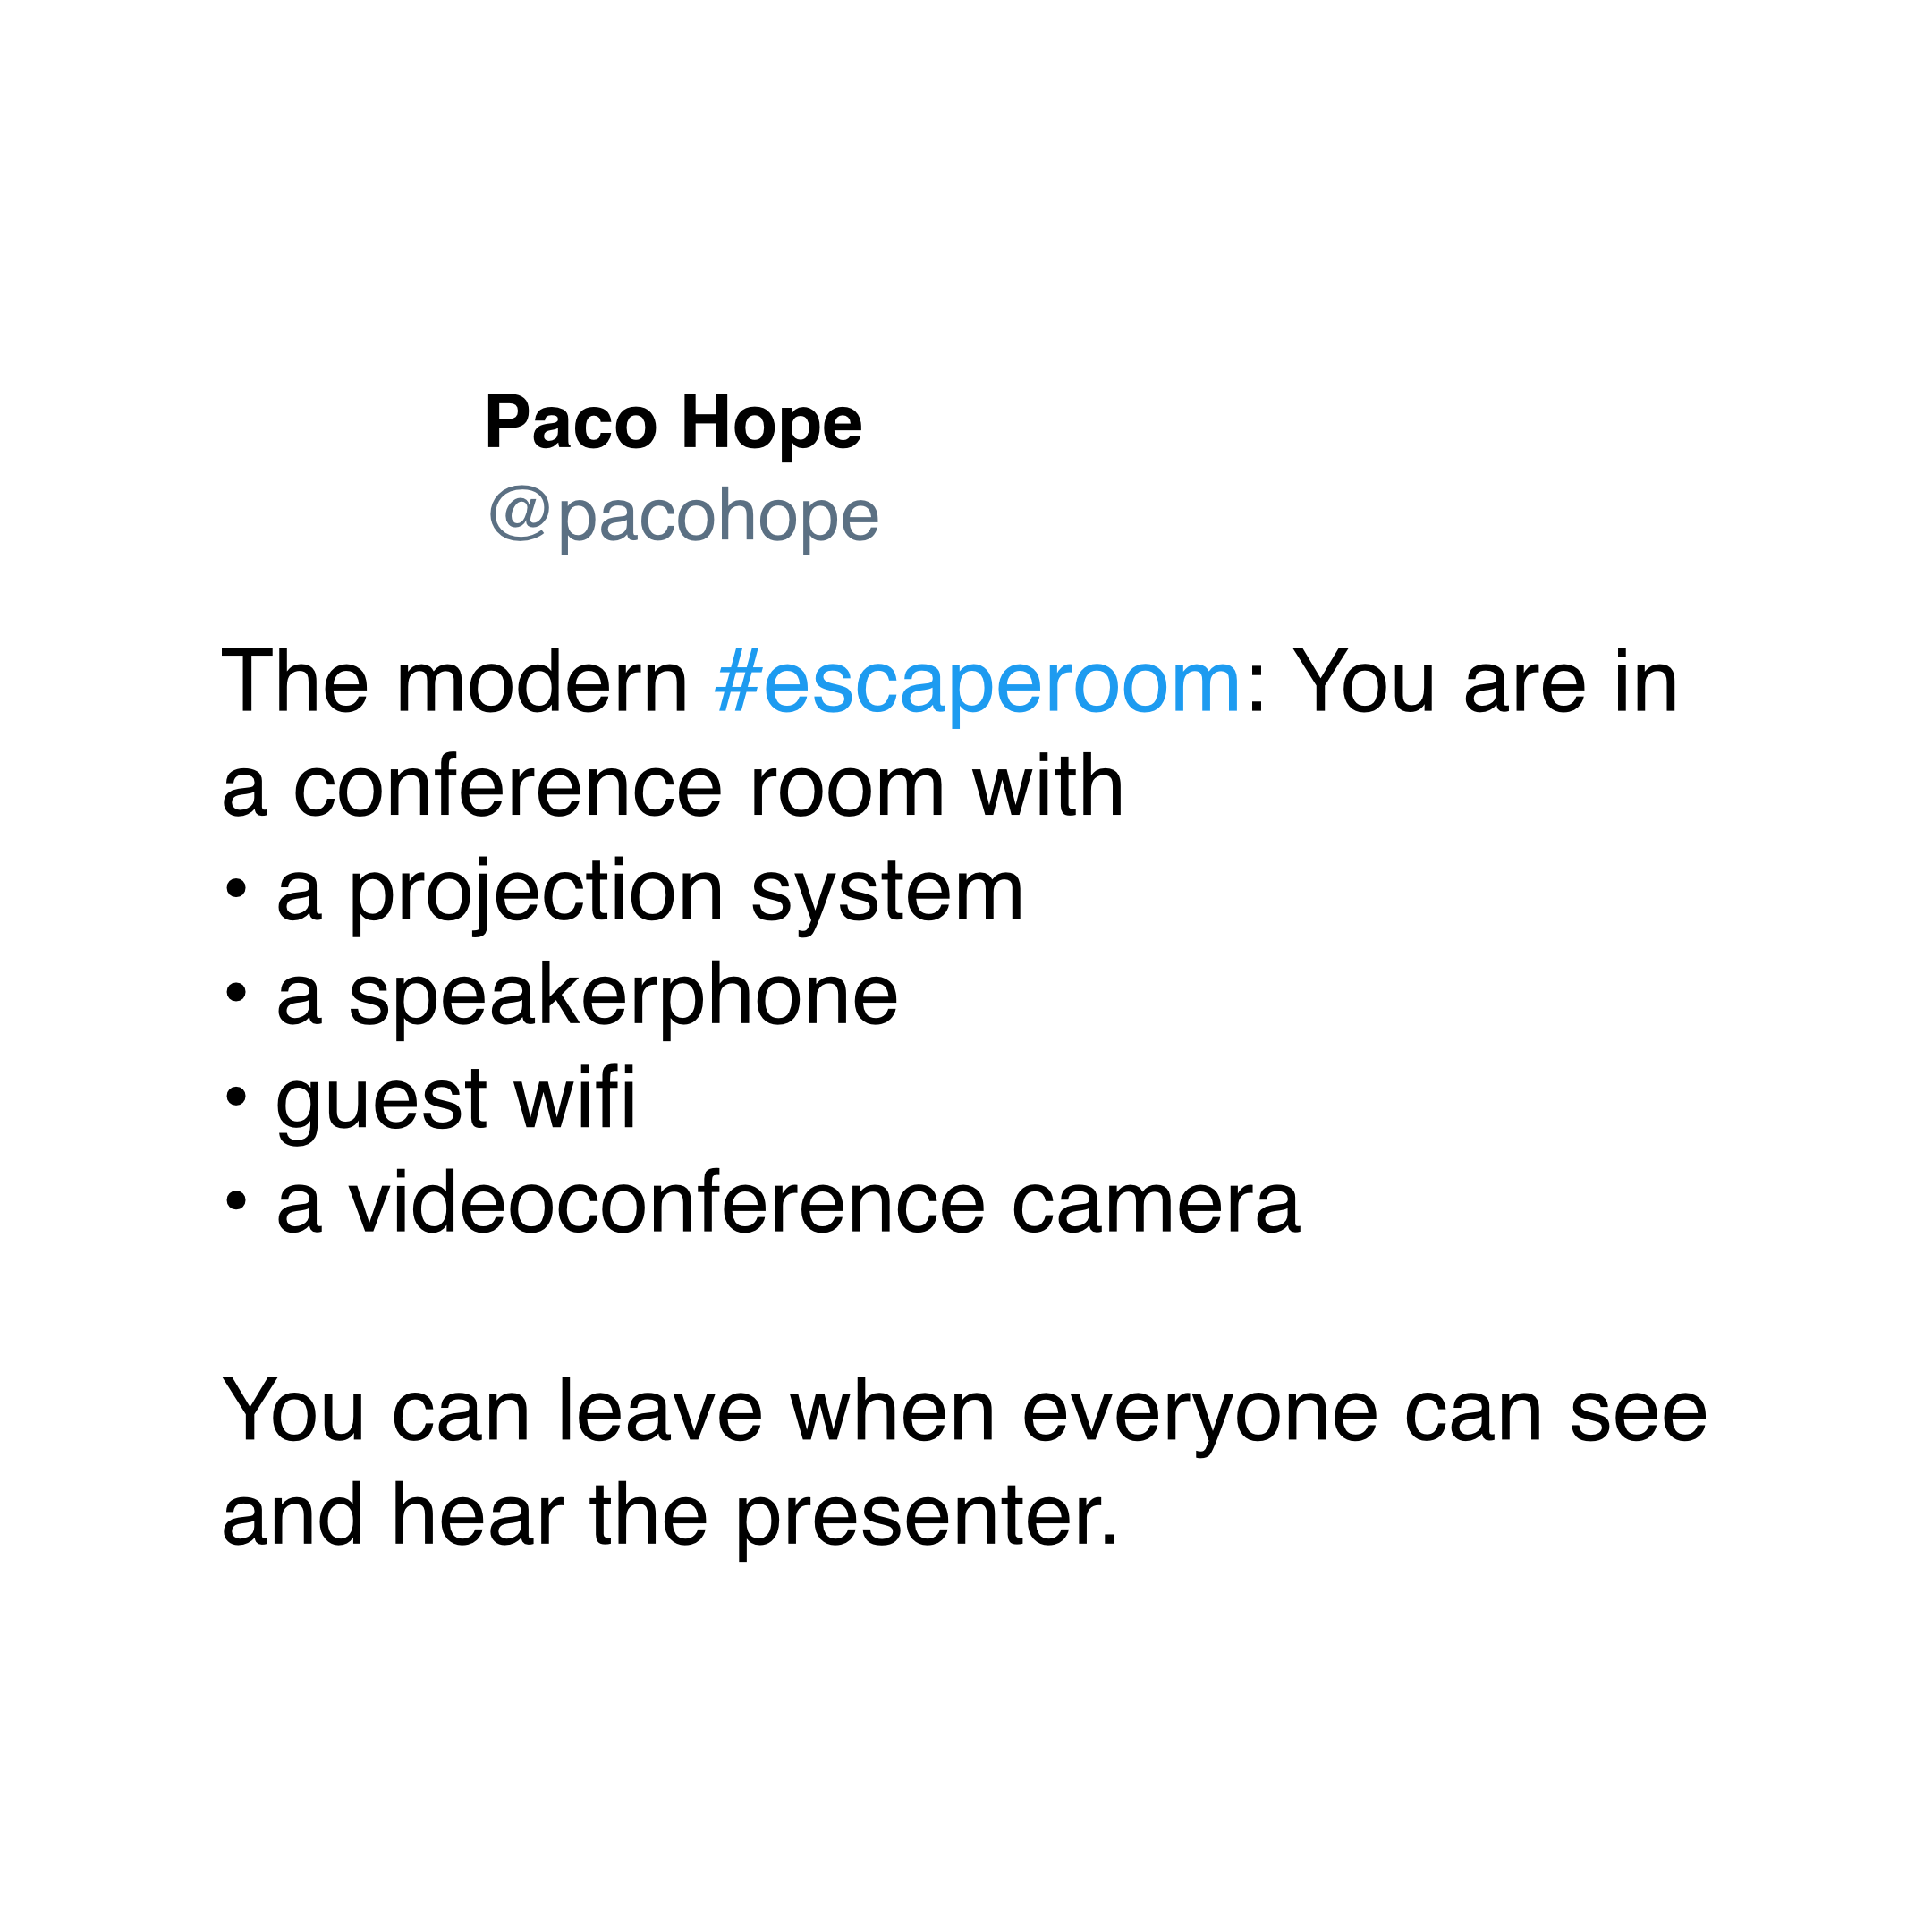 Paco Hope
@pacohope
The modern #escaperoom: You are in
a conference room with
• a projection system
• a speakerphone
• guest wifi
• a videoconference camera
You can leave when everyone can see
and hear the presenter.